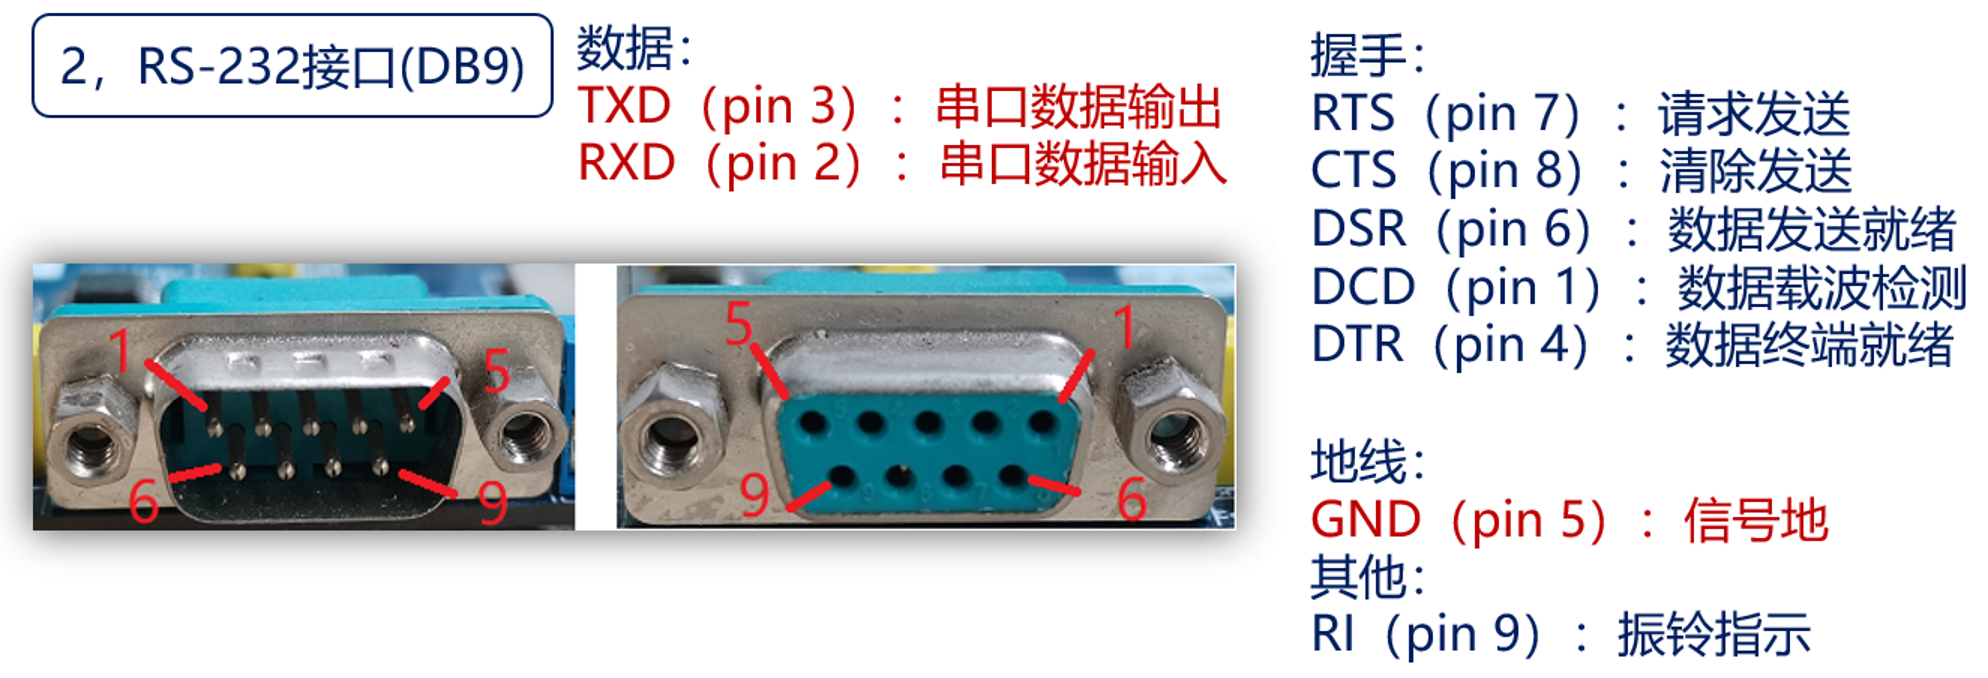 2，RS-232接口(DB9)
数据：
TXD（pin 3）：串口数据输出
RXD（pin 2）：串口数据输入
1
5
6
9
5
1
9
6
握手：
RTS（pin 7）：请求发送
CTS（pin 8）：清除发送
DSR（pin 6）：数据发送就绪
DCD（pin 1）：数据载波检测
DTR（pin 4）：数据终端就绪
地线：
GND（pin 5）：信号地
其他：
RI（pin 9）：振铃指示